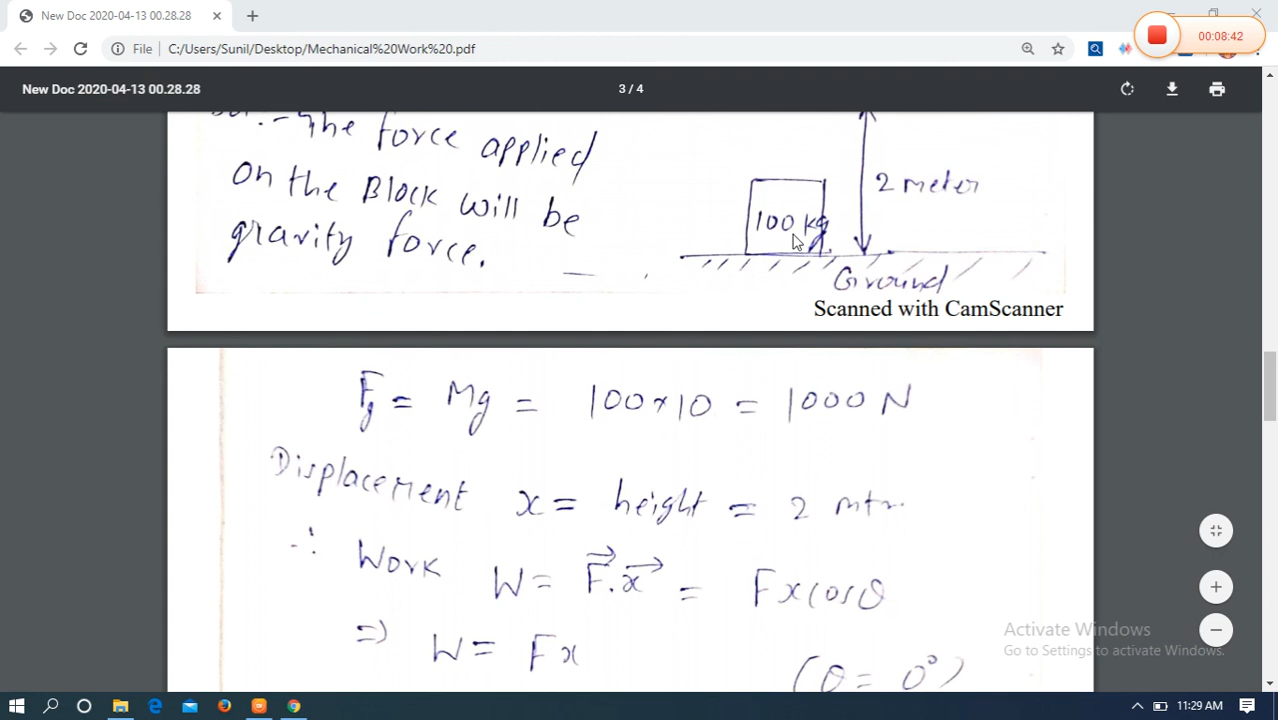 New Doc 2020-04-13 00.28.28
00:08:42
File
C:/Users/Sunil/Desktop/Mechanical%20Work%20.pdf
New Doc 2020-04-13 00.28.28
3 / 4
The force applied
on the Block will be
gravity force.
2 meter
100 kg
Ground
Scanned with CamScanner
Fg = Mg = 100×10 = 1000 N
Displacement x = height = 2 mtr.
∴ Work W = F⃗.x⃗ = Fxcosθ
=> W = Fx
(θ = 0°)
Activate Windows
Go to Settings to activate Windows.
11:29 AM